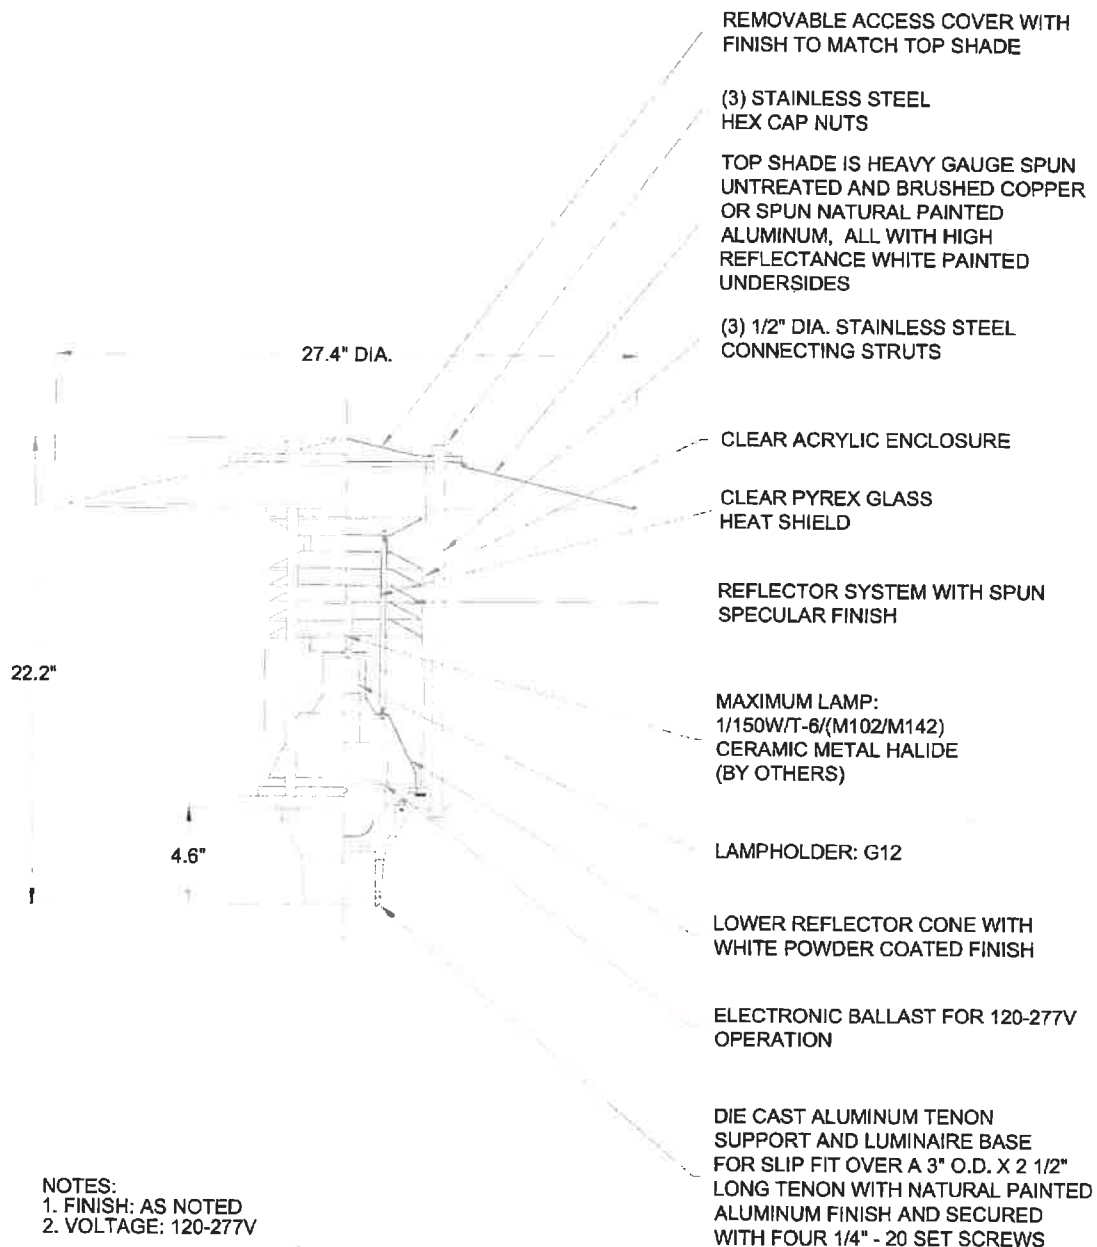 REMOVABLE ACCESS COVER WITH
FINISH TO MATCH TOP SHADE
(3) STAINLESS STEEL
HEX CAP NUTS
TOP SHADE IS HEAVY GAUGE SPUN
UNTREATED AND BRUSHED COPPER
OR SPUN NATURAL PAINTED
ALUMINUM, ALL WITH HIGH
REFLECTANCE WHITE PAINTED
UNDERSIDES
(3) 1/2" DIA. STAINLESS STEEL
CONNECTING STRUTS
27.4" DIA.
CLEAR ACRYLIC ENCLOSURE
CLEAR PYREX GLASS
HEAT SHIELD
REFLECTOR SYSTEM WITH SPUN
SPECULAR FINISH
22.2"
MAXIMUM LAMP:
1/150W/T-6/(M102/M142)
CERAMIC METAL HALIDE
(BY OTHERS)
4.6"
LAMPHOLDER: G12
LOWER REFLECTOR CONE WITH
WHITE POWDER COATED FINISH
ELECTRONIC BALLAST FOR 120-277V
OPERATION
DIE CAST ALUMINUM TENON
SUPPORT AND LUMINAIRE BASE
FOR SLIP FIT OVER A 3" O.D. X 2 1/2"
LONG TENON WITH NATURAL PAINTED
ALUMINUM FINISH AND SECURED
WITH FOUR 1/4" - 20 SET SCREWS
NOTES:
1. FINISH: AS NOTED
2. VOLTAGE: 120-277V